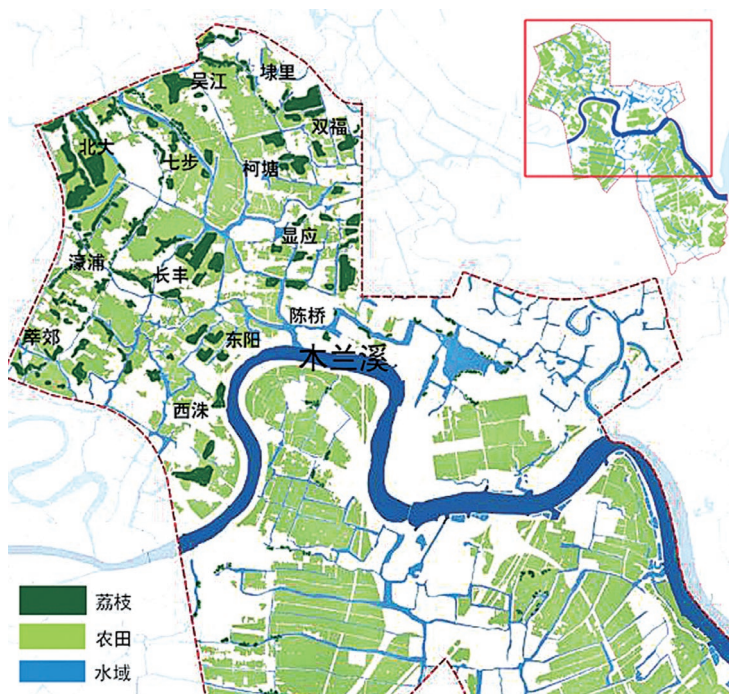 吴江
埭里
双福
北大
七步
柯塘
显应
濠浦
长丰
陈桥
莘郊
东阳
木兰溪
西洙
荔枝
农田
水域